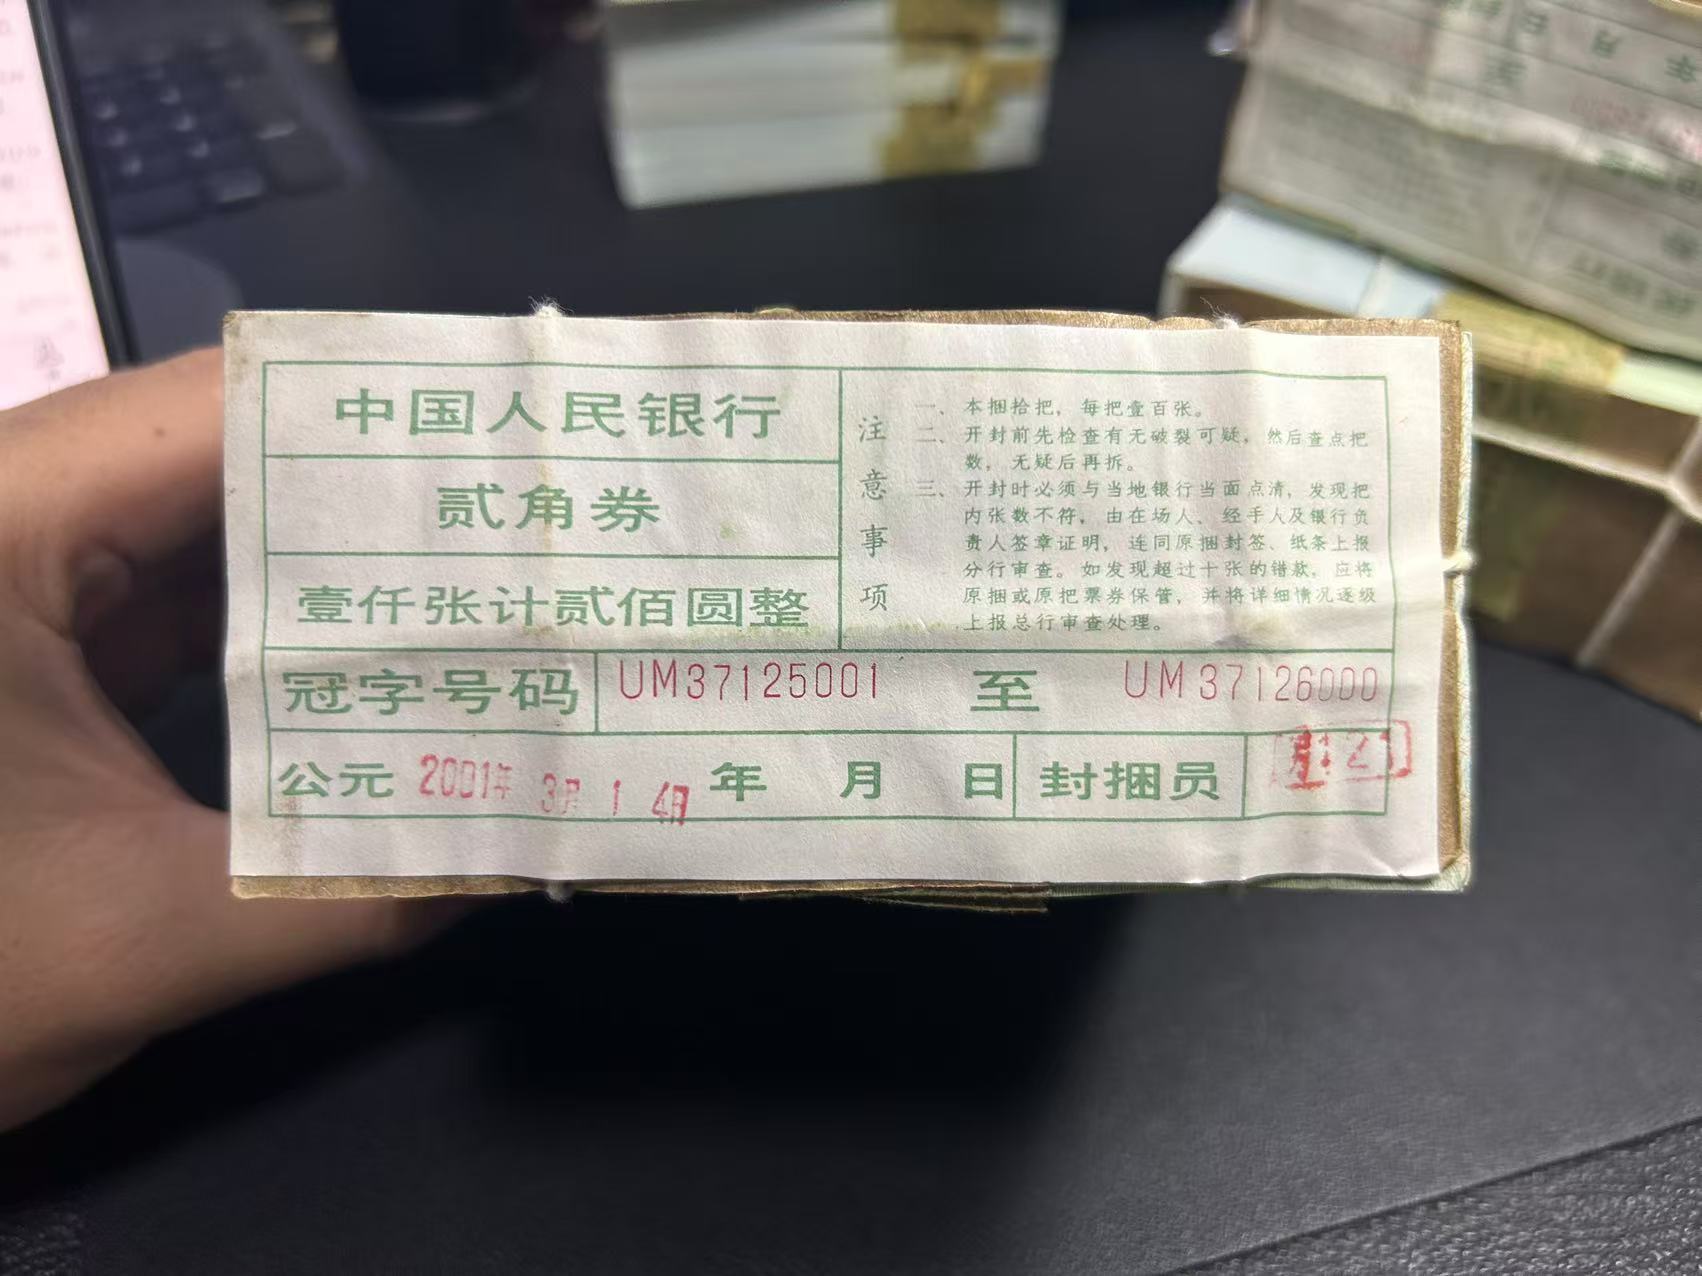 中国人民银行
贰角券
壹仟张计贰佰圆整
注意事项
一、本捆拾把，每把壹百张。
二、开封前先检查有无破裂可疑，然后查点把
数，无疑后再拆。
三、开封时必须与当地银行当面点清，发现把
内张数不符，由在场人、经手人及银行负
责人签章证明，连同原捆封签、纸条上报
分行审查。如发现超过十张的错款，应将
原捆或原把票券保管，并将详细情况逐级
上报总行审查处理。
冠字号码 UM37125001 至 UM37126000
公元 2001年 3月 14日 年 月 日 封捆员